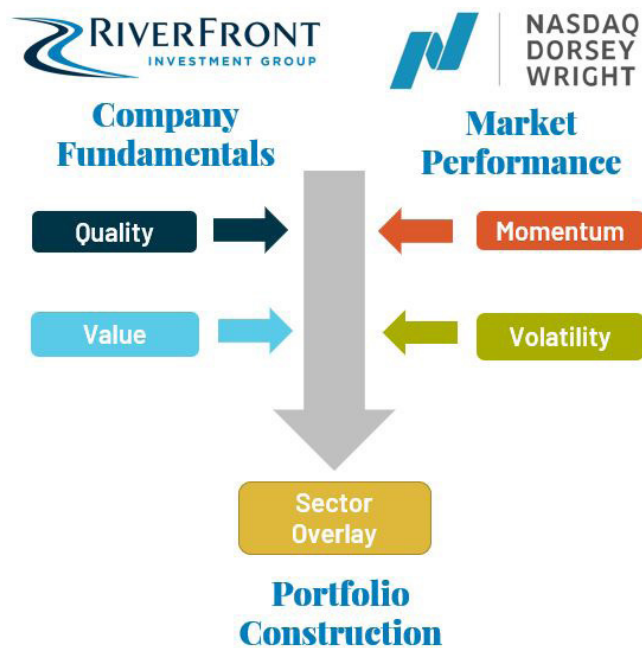 RIVERFRONT
INVESTMENT GROUP
NASDAQ
DORSEY
WRIGHT
Company
Fundamentals
Market
Performance
Quality
Momentum
Value
Volatility
Sector
Overlay
Portfolio
Construction